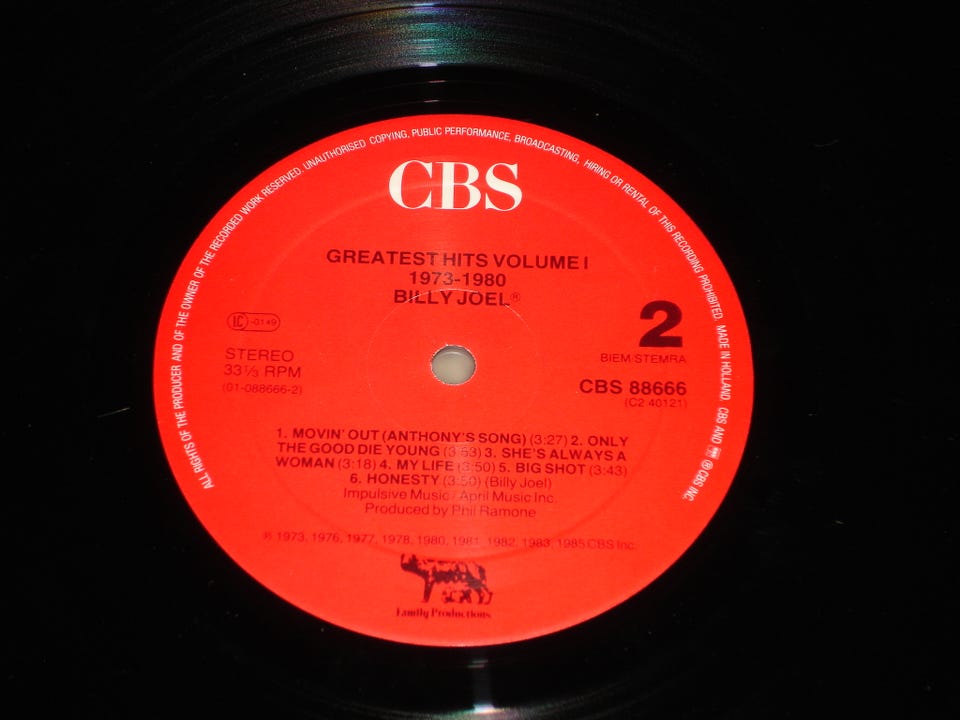 ALL RIGHTS OF THE PRODUCER AND OF THE OWNER OF THE RECORDED WORK RESERVED. UNAUTHORISED COPYING, PUBLIC PERFORMANCE, BROADCASTING, HIRING OR RENTAL OF THIS RECORDING PROHIBITED. MADE IN HOLLAND. CBS AND ℗ CBS INC.
CBS
GREATEST HITS VOLUME I
1973-1980
BILLY JOEL®
LC -0149
STEREO
33⅓ RPM
(01-088666-2)
2
BIEM/STEMRA
CBS 88666
(C2 40121)
1. MOVIN' OUT (ANTHONY'S SONG) (3:27) 2. ONLY
THE GOOD DIE YOUNG (3:53) 3. SHE'S ALWAYS A
WOMAN (3:18) 4. MY LIFE (3:50) 5. BIG SHOT (3:43)
6. HONESTY (3:50) (Billy Joel)
Impulsive Music/April Music Inc.
Produced by Phil Ramone
℗ 1973, 1976, 1977, 1978, 1980, 1981, 1982, 1983, 1985 CBS Inc.
Family Productions